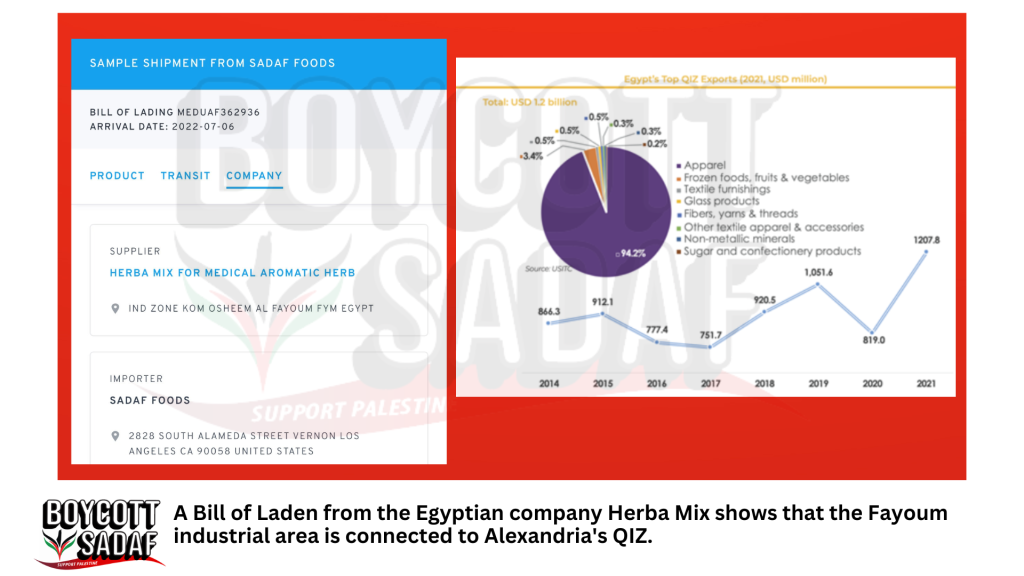 SAMPLE SHIPMENT FROM SADAF FOODS
BILL OF LADING MEDUAF362936
ARRIVAL DATE: 2022-07-06
PRODUCT TRANSIT COMPANY
SUPPLIER
HERBA MIX FOR MEDICAL AROMATIC HERB
IND ZONE KOM OSHEEM AL FAYOUM FYM EGYPT
IMPORTER
SADAF FOODS
2828 SOUTH ALAMEDA STREET VERNON LOS
ANGELES CA 90058 UNITED STATES
Egypt's Top QIZ Exports (2021, USD million)
Total: USD 1.2 billion
0.5%
0.3%
0.5%
0.3%
0.5%
0.2%
3.4%
94.2%
Apparel
Frozen foods, fruits & vegetables
Textile furnishings
Glass products
Fibers, yarns & threads
Other textile apparel & accessories
Non-metallic minerals
Sugar and confectionery products
Source: USITC
866.3
912.1
777.4
751.7
920.5
1,051.6
819.0
1207.8
2014 2015 2016 2017 2018 2019 2020 2021
BOYCOTT
SADAF
SUPPORT PALESTINE
BOYCOTT
SADAF
SUPPORT PALESTINE
A Bill of Laden from the Egyptian company Herba Mix shows that the Fayoum
industrial area is connected to Alexandria's QIZ.